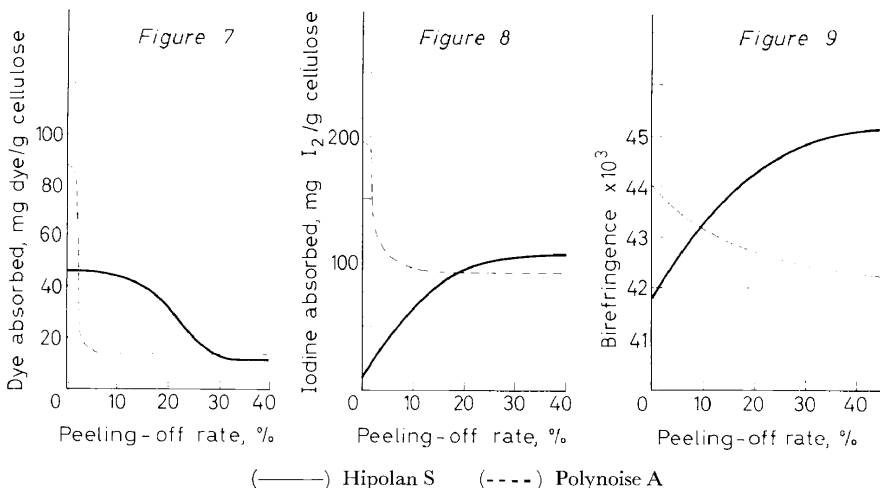 Figure 7
Dye absorbed, mg dye/g cellulose
100
80
60
40
20
0 10 20 30 40
Peeling-off rate, %
Figure 8
Iodine absorbed, mg I2/g cellulose
200
100
0 10 20 30 40
Peeling-off rate, %
Figure 9
Birefringence ×10^3
45
44
43
42
41
0 10 20 30 40
Peeling-off rate, %
(———) Hipolan S (----) Polynoise A